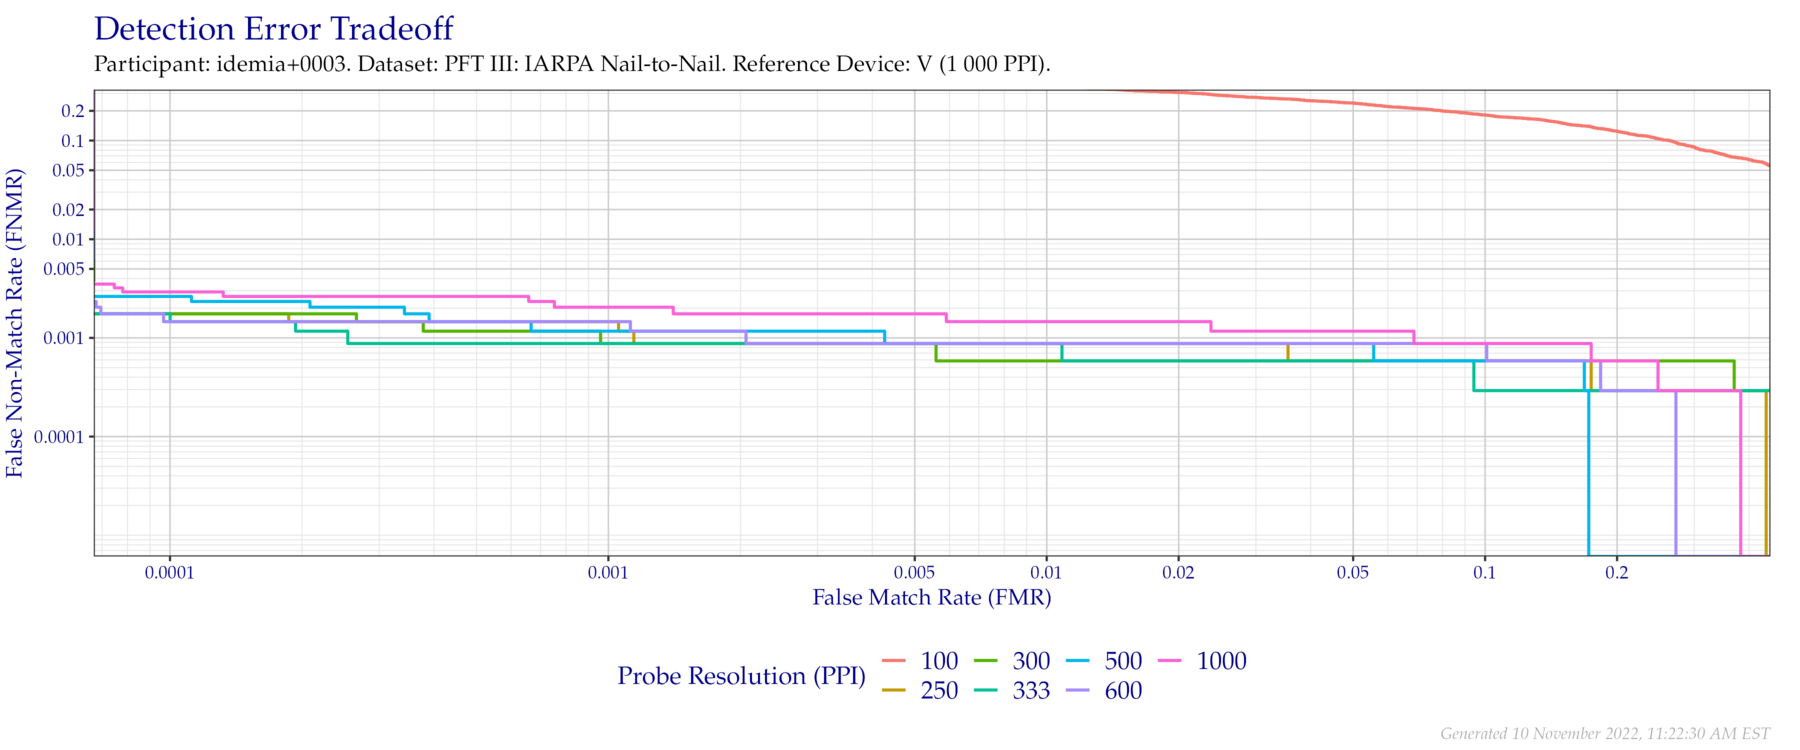 Detection Error Tradeoff
Participant: idemia+0003. Dataset: PFT III: IARPA Nail-to-Nail. Reference Device: V (1 000 PPI).
False Non-Match Rate (FNMR)
0.2
0.1
0.05
0.02
0.01
0.005
0.001
0.0001
0.0001 0.001 0.005 0.01 0.02 0.05 0.1 0.2
False Match Rate (FMR)
Probe Resolution (PPI)
100 300 500 1000
250 333 600
Generated 10 November 2022, 11:22:30 AM EST